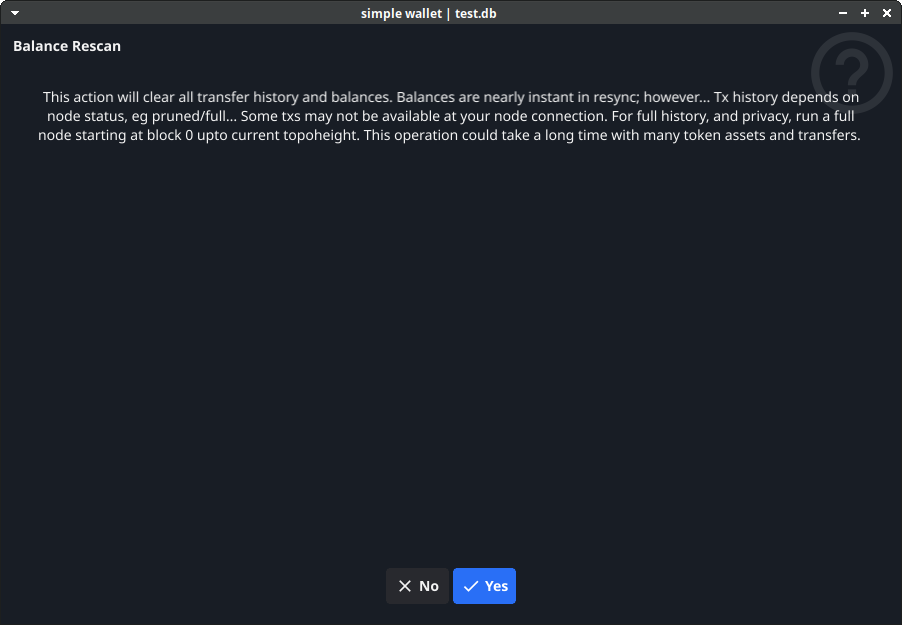 simple wallet | test.db
Balance Rescan
This action will clear all transfer history and balances. Balances are nearly instant in resync; however... Tx history depends on
node status, eg pruned/full... Some txs may not be available at your node connection. For full history, and privacy, run a full
node starting at block 0 upto current topoheight. This operation could take a long time with many token assets and transfers.
No
Yes